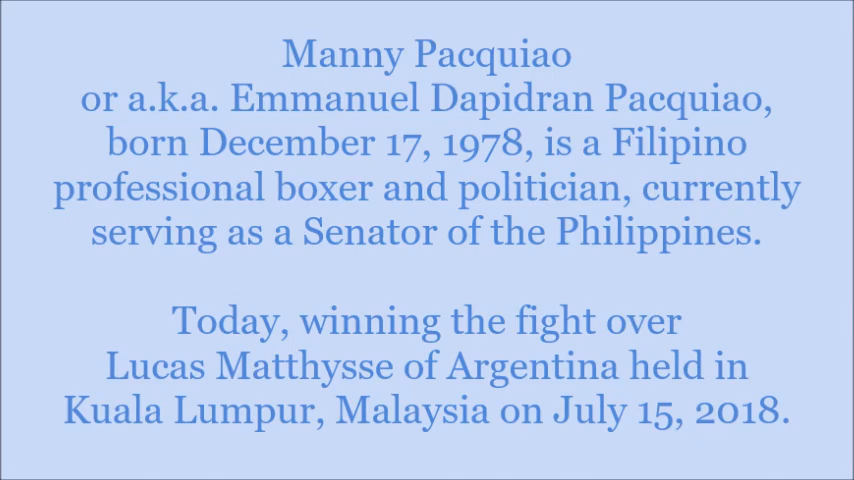 Manny Pacquiao
or a.k.a. Emmanuel Dapidran Pacquiao,
born December 17, 1978, is a Filipino
professional boxer and politician, currently
serving as a Senator of the Philippines.
Today, winning the fight over
Lucas Matthysse of Argentina held in
Kuala Lumpur, Malaysia on July 15, 2018.